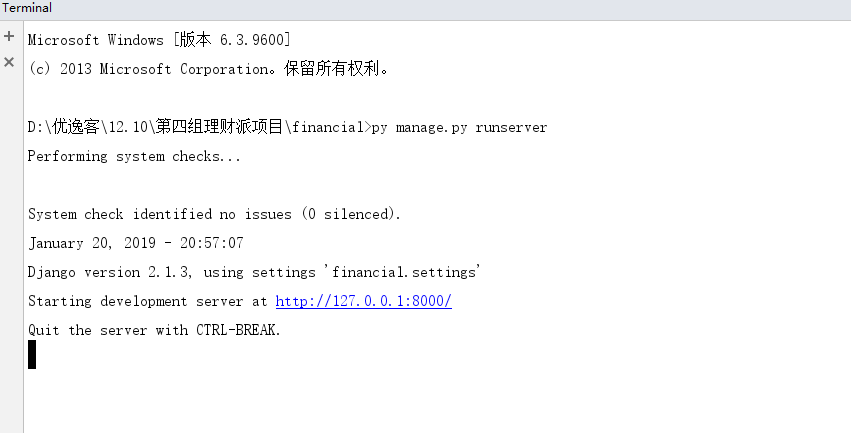 Terminal
Microsoft Windows [版本 6.3.9600]
(c) 2013 Microsoft Corporation。保留所有权利。
D:\优逸客\12.10\第四组理财派项目\financial>py manage.py runserver
Performing system checks...
System check identified no issues (0 silenced).
January 20, 2019 - 20:57:07
Django version 2.1.3, using settings 'financial.settings'
Starting development server at http://127.0.0.1:8000/
Quit the server with CTRL-BREAK.